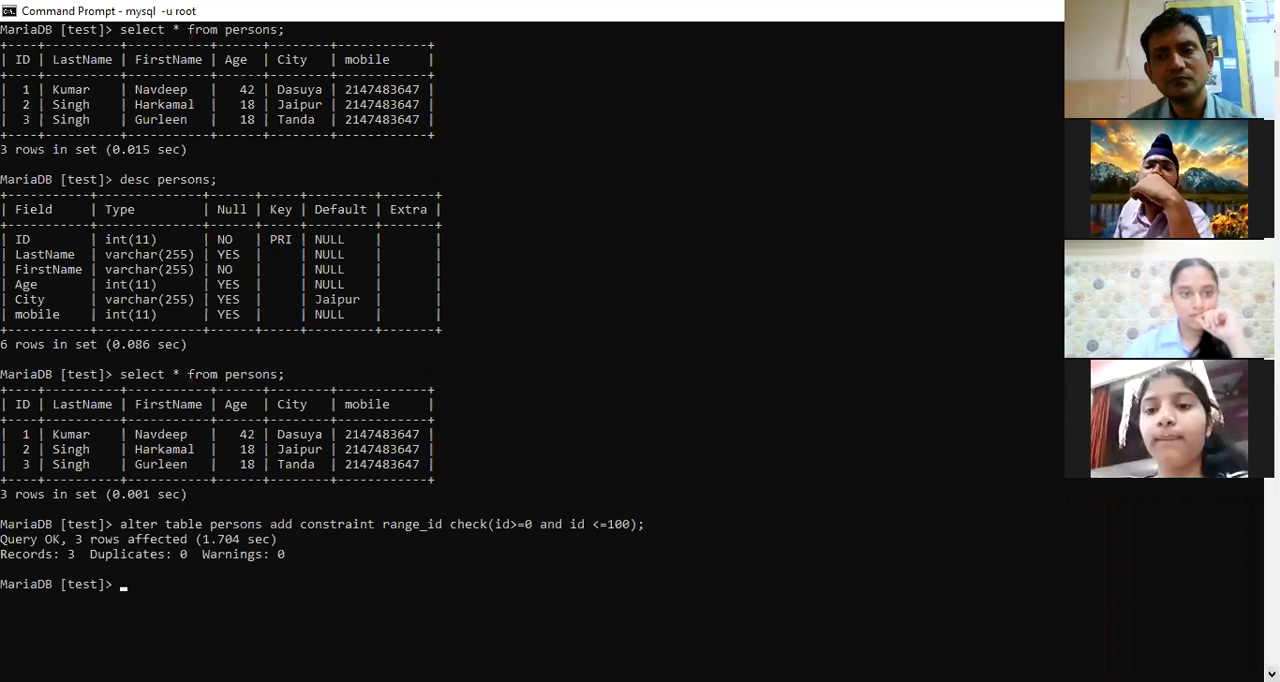 Command Prompt - mysql -u root
MariaDB [test]> select * from persons;
+----+----------+-----------+------+--------+------------+
| ID | LastName | FirstName | Age  | City   | mobile     |
+----+----------+-----------+------+--------+------------+
|  1 | Kumar    | Navdeep   |   42 | Dasuya | 2147483647 |
|  2 | Singh    | Harkamal  |   18 | Jaipur | 2147483647 |
|  3 | Singh    | Gurleen   |   18 | Tanda  | 2147483647 |
+----+----------+-----------+------+--------+------------+
3 rows in set (0.015 sec)
MariaDB [test]> desc persons;
+-----------+--------------+------+-----+---------+-------+
| Field     | Type         | Null | Key | Default | Extra |
+-----------+--------------+------+-----+---------+-------+
| ID        | int(11)      | NO   | PRI | NULL    |       |
| LastName  | varchar(255) | YES  |     | NULL    |       |
| FirstName | varchar(255) | NO   |     | NULL    |       |
| Age       | int(11)      | YES  |     | NULL    |       |
| City      | varchar(255) | YES  |     | Jaipur  |       |
| mobile    | int(11)      | YES  |     | NULL    |       |
+-----------+--------------+------+-----+---------+-------+
6 rows in set (0.086 sec)
MariaDB [test]> select * from persons;
+----+----------+-----------+------+--------+------------+
| ID | LastName | FirstName | Age  | City   | mobile     |
+----+----------+-----------+------+--------+------------+
|  1 | Kumar    | Navdeep   |   42 | Dasuya | 2147483647 |
|  2 | Singh    | Harkamal  |   18 | Jaipur | 2147483647 |
|  3 | Singh    | Gurleen   |   18 | Tanda  | 2147483647 |
+----+----------+-----------+------+--------+------------+
3 rows in set (0.001 sec)
MariaDB [test]> alter table persons add constraint range_id check(id>=0 and id <=100);
Query OK, 3 rows affected (1.704 sec)
Records: 3  Duplicates: 0  Warnings: 0
MariaDB [test]> _